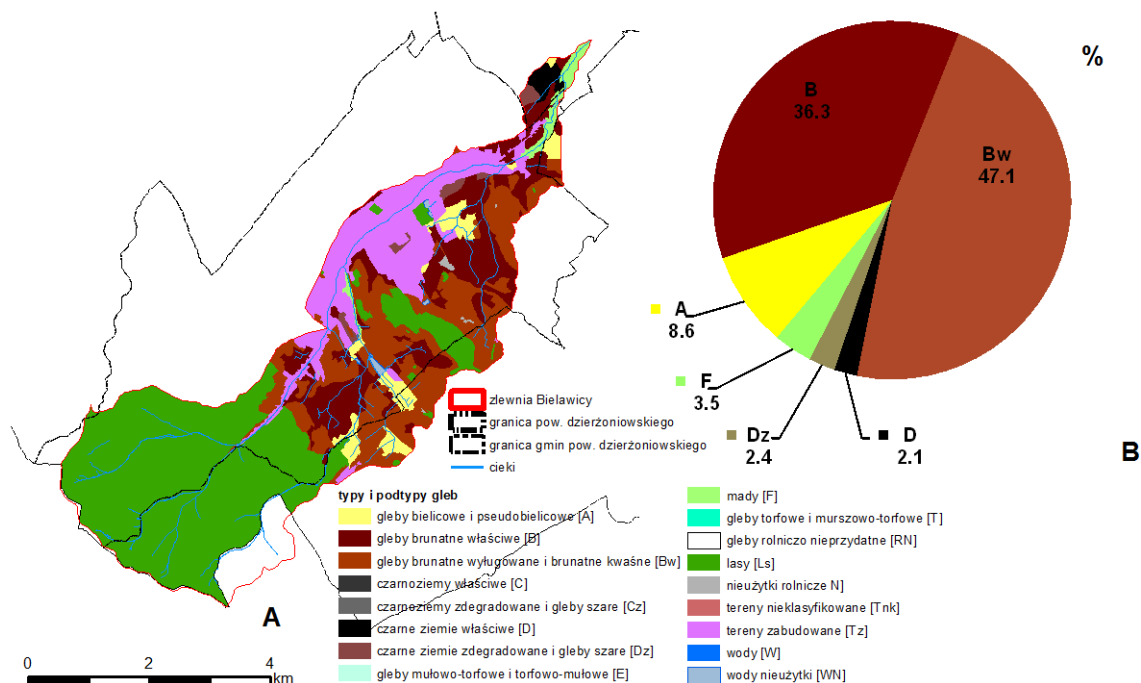 %
B
36.3
Bw
47.1
A
8.6
F
3.5
Dz
2.4
D
2.1
B
zlewnia Bielawicy
granica pow. dzierżoniowskiego
granica gmin pow. dzierżoniowskiego
cieki
typy i podtypy gleb
gleby bielicowe i pseudobielicowe [A]
gleby brunatne właściwe [B]
gleby brunatne wyługowane i brunatne kwaśne [Bw]
czarnoziemy właściwe [C]
czarnoziemy zdegradowane i gleby szare [Cz]
czarne ziemie właściwe [D]
czarne ziemie zdegradowane i gleby szare [Dz]
gleby mułowo-torfowe i torfowo-mułowe [E]
mady [F]
gleby torfowe i murszowo-torfowe [T]
gleby rolniczo nieprzydatne [RN]
lasy [Ls]
nieużytki rolnicze N]
tereny nieklasyfikowane [Tnk]
tereny zabudowane [Tz]
wody [W]
wody nieużytki [WN]
A
0 2 4
km